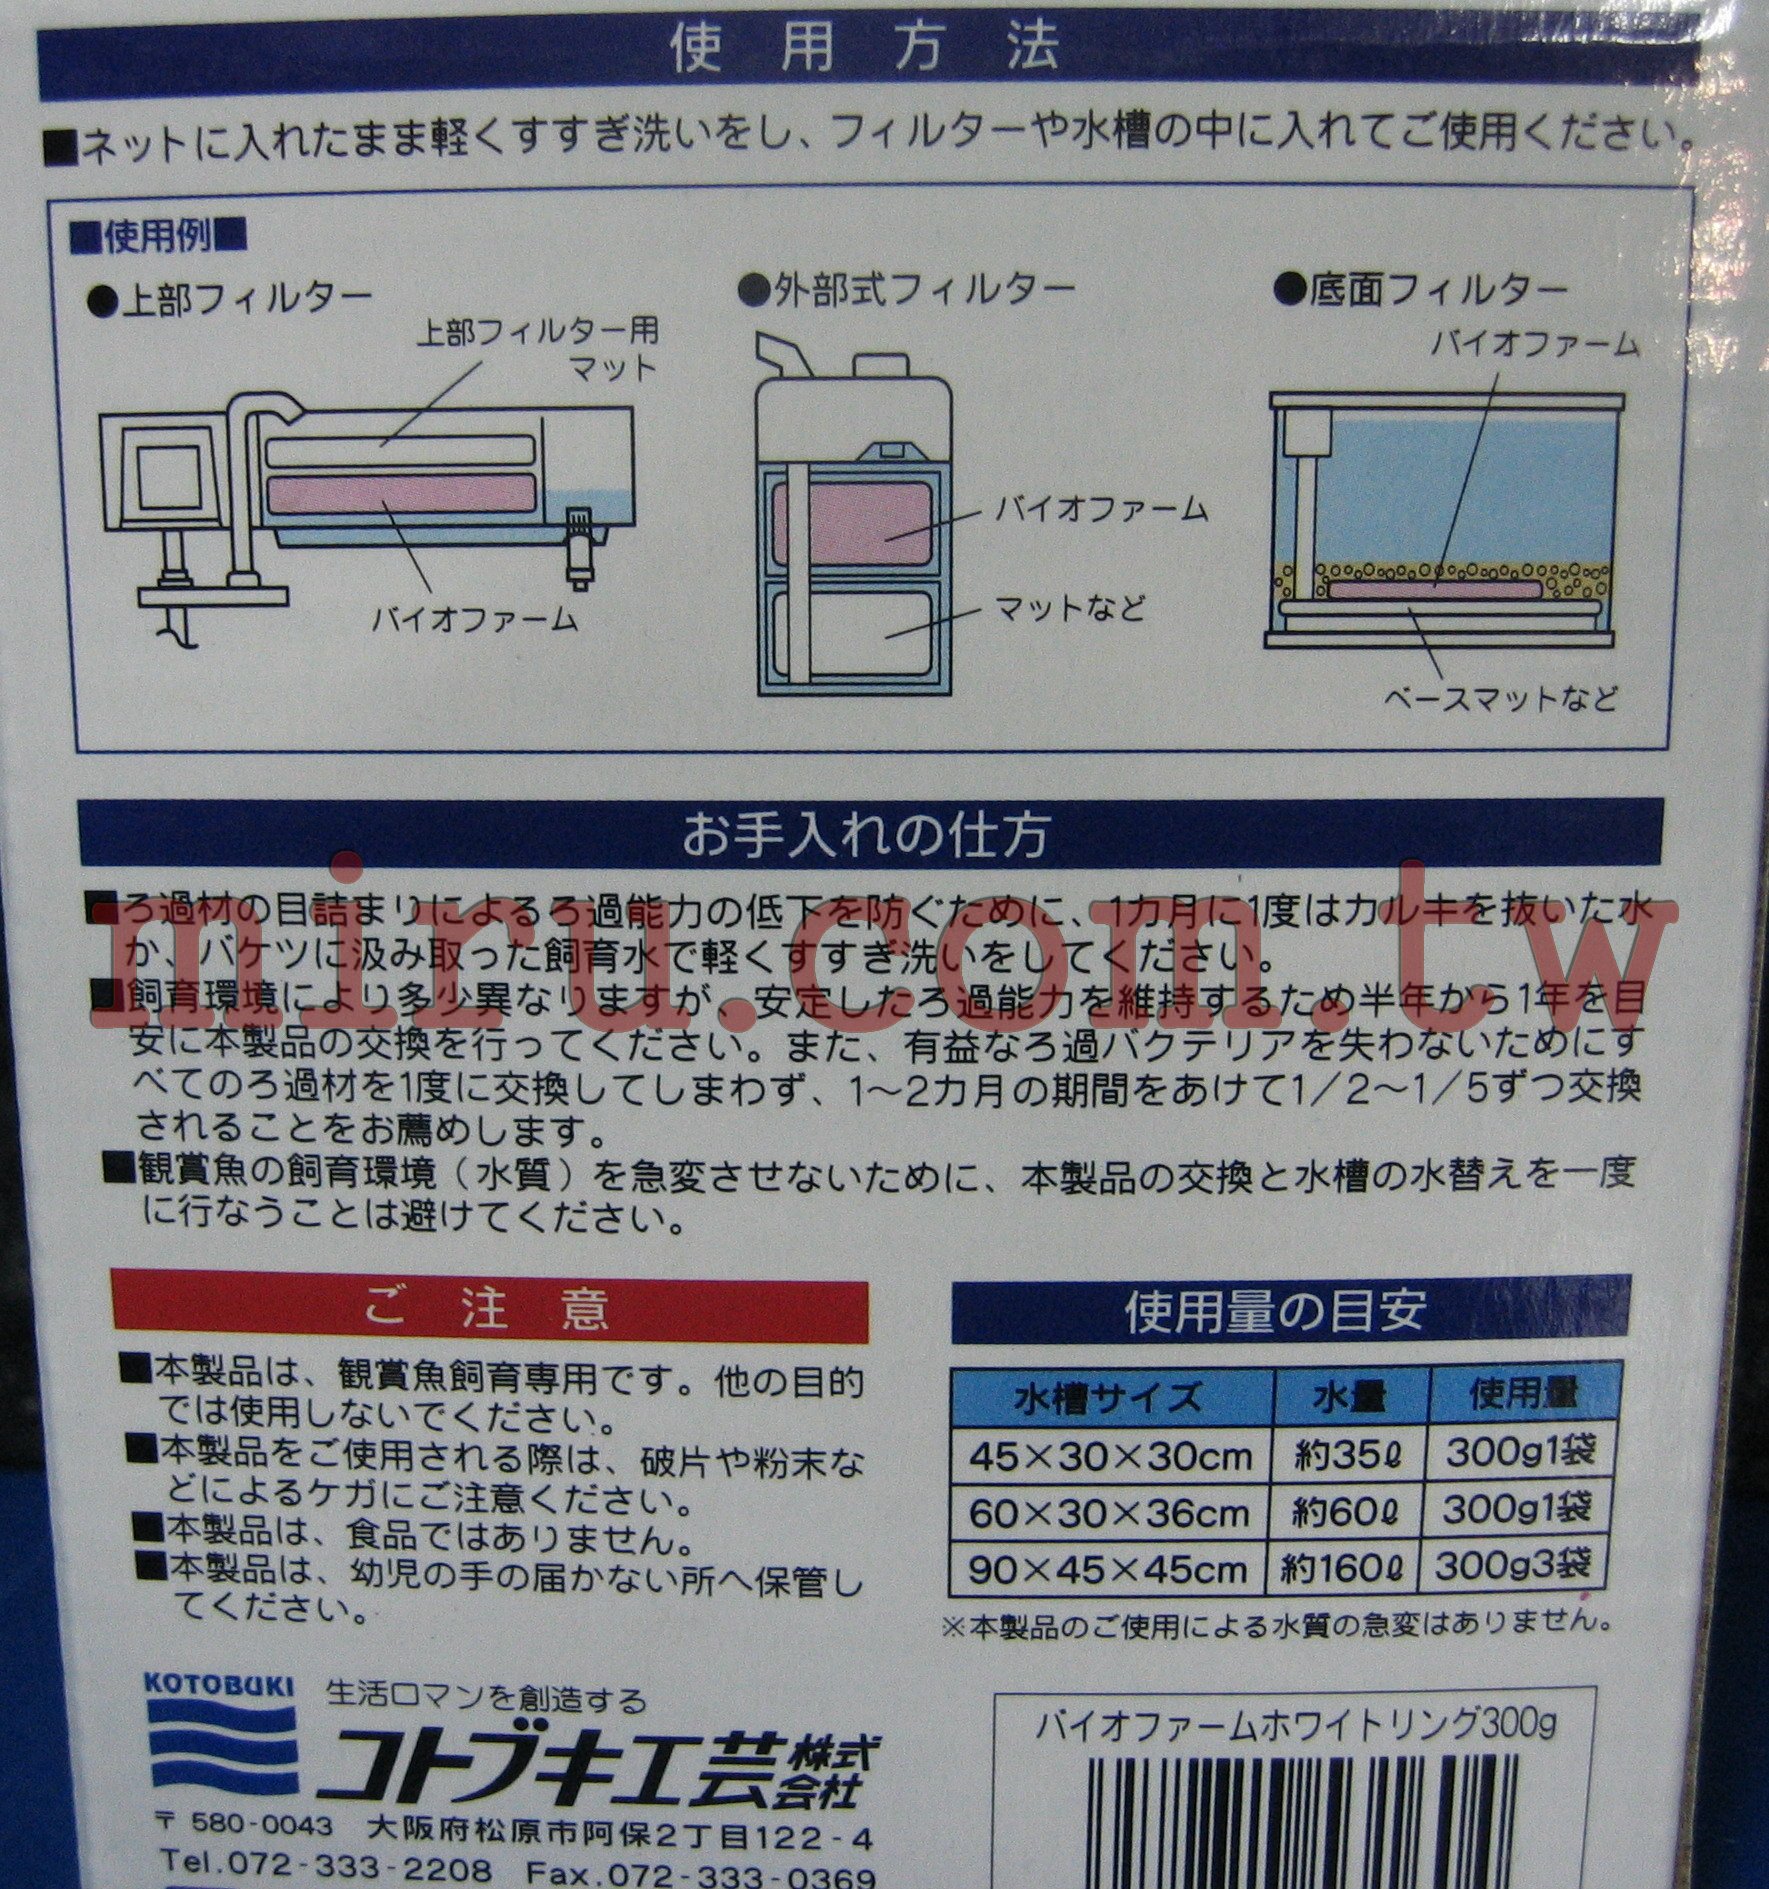 使用方法
■ネットに入れたまま軽くすすぎ洗いをし、フィルターや水槽の中に入れてご使用ください。
■使用例■
●上部フィルター
上部フィルター用
マット
バイオファーム
●外部式フィルター
バイオファーム
マットなど
●底面フィルター
バイオファーム
ベースマットなど
お手入れの仕方
■ろ過材の目詰まりによるろ過能力の低下を防ぐために、1カ月に1度はカルキを抜いた水
か、バケツに汲み取った飼育水で軽くすすぎ洗いをしてください。
■飼育環境により多少異なりますが、安定したろ過能力を維持するため半年から1年を目
安に本製品の交換を行ってください。また、有益なろ過バクテリアを失わないためにす
べてのろ過材を1度に交換してしまわず、1〜2カ月の期間をあけて1/2〜1/5ずつ交換
されることをお薦めします。
■観賞魚の飼育環境（水質）を急変させないために、本製品の交換と水槽の水替えを一度
に行なうことは避けてください。
miru.com.tw
ご注意
■本製品は、観賞魚飼育専用です。他の目的
では使用しないでください。
■本製品をご使用される際は、破片や粉末な
どによるケガにご注意ください。
■本製品は、食品ではありません。
■本製品は、幼児の手の届かない所へ保管し
てください。
使用量の目安
水槽サイズ 水量 使用量
45×30×30cm 約35ℓ 300g1袋
60×30×36cm 約60ℓ 300g1袋
90×45×45cm 約160ℓ 300g3袋
※本製品のご使用による水質の急変はありません。
KOTOBUKI
生活ロマンを創造する
コトブキ工芸株式会社
〒580-0043 大阪府松原市阿保2丁目122-4
Tel.072-333-2208 Fax.072-333-0369
バイオファームホワイトリング300g